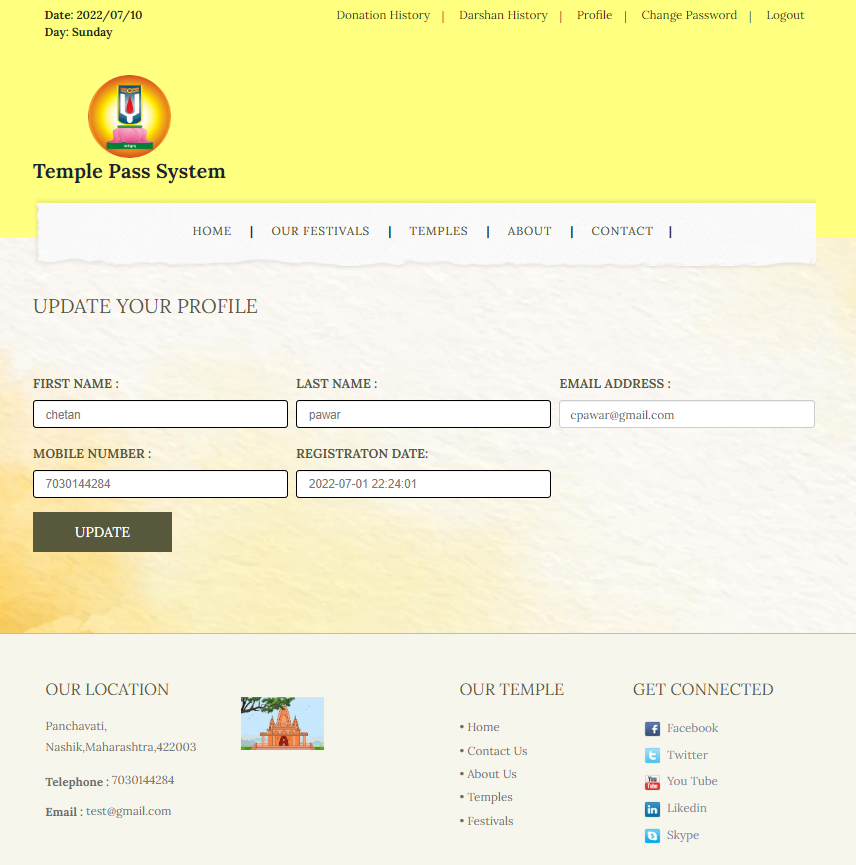 Date: 2022/07/10
Donation History | Darshan History | Profile | Change Password | Logout
Day: Sunday
Temple Pass System
HOME | OUR FESTIVALS | TEMPLES | ABOUT | CONTACT |
UPDATE YOUR PROFILE
FIRST NAME : LAST NAME : EMAIL ADDRESS :
chetan pawar cpawar@gmail.com
MOBILE NUMBER : REGISTRATON DATE:
7030144284 2022-07-01 22:24:01
UPDATE
OUR LOCATION
Panchavati,
Nashik,Maharashtra,422003
Telephone : 7030144284
Email : test@gmail.com
OUR TEMPLE
• Home
• Contact Us
• About Us
• Temples
• Festivals
GET CONNECTED
Facebook
Twitter
You Tube
Likedin
Skype